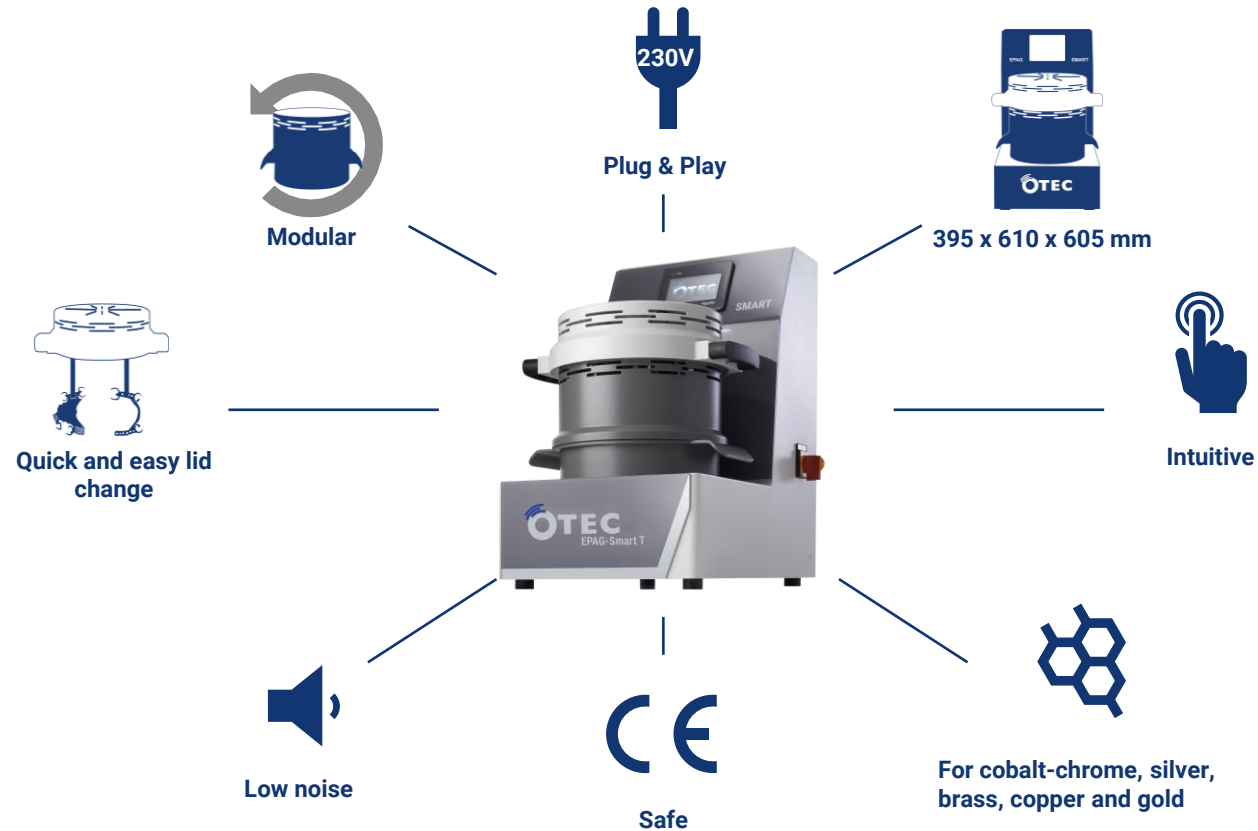 230V
Plug & Play
EPAG SMART
OTEC
395 x 610 x 605 mm
Modular
OTEC
SMART
Quick and easy lid
change
Intuitive
OTEC
EPAG-Smart T
Low noise
CE
Safe
For cobalt-chrome, silver,
brass, copper and gold